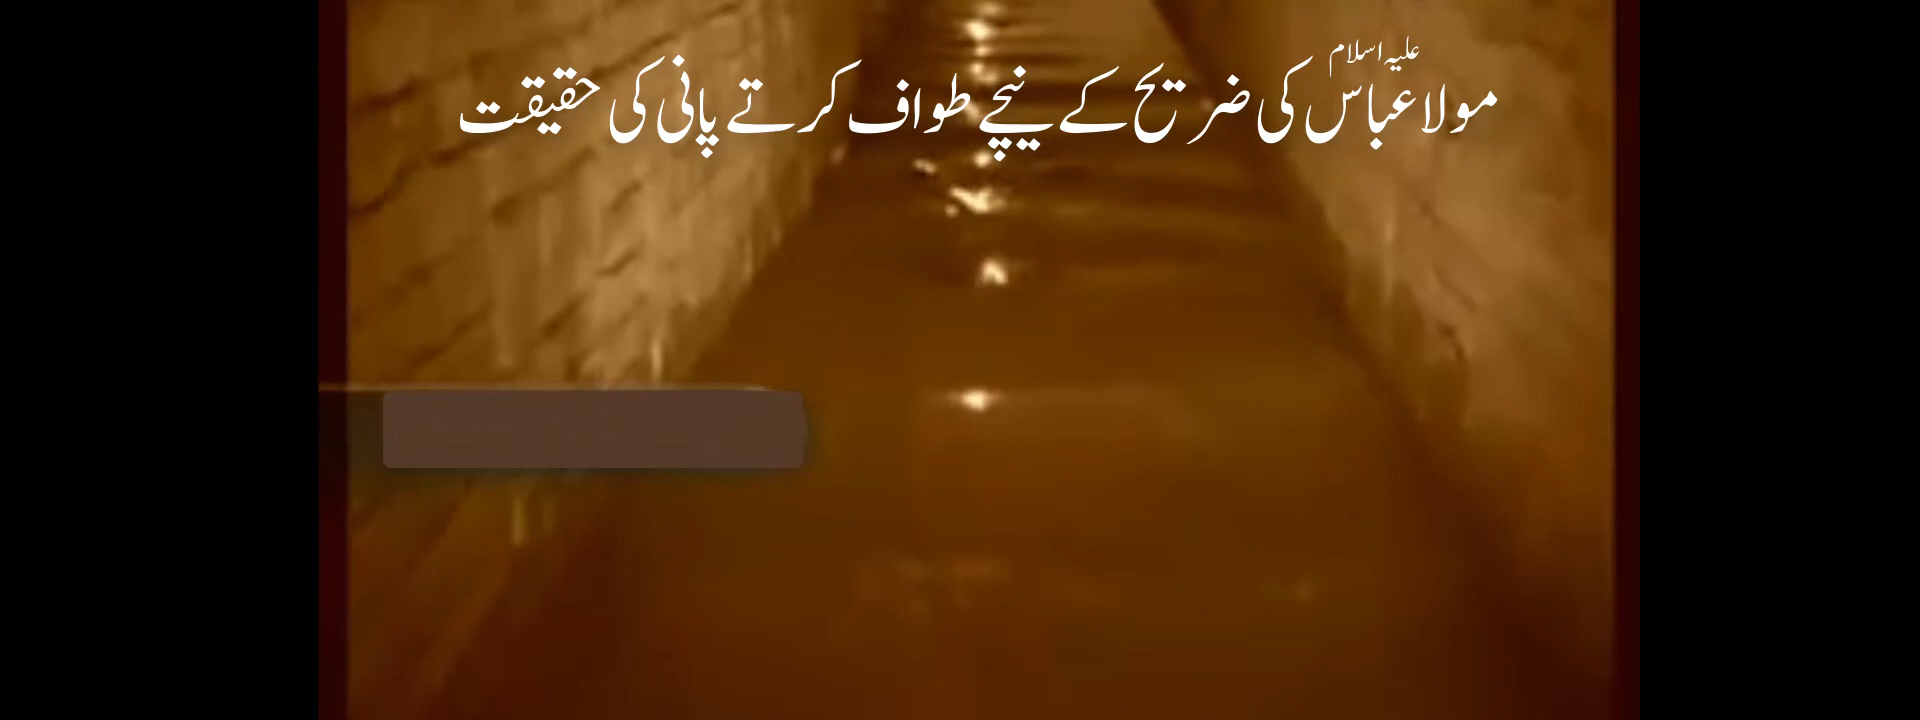 علیہ اسلام
مولا عباس کی ضریح کے نیچے طواف کرتے پانی کی حقیقت